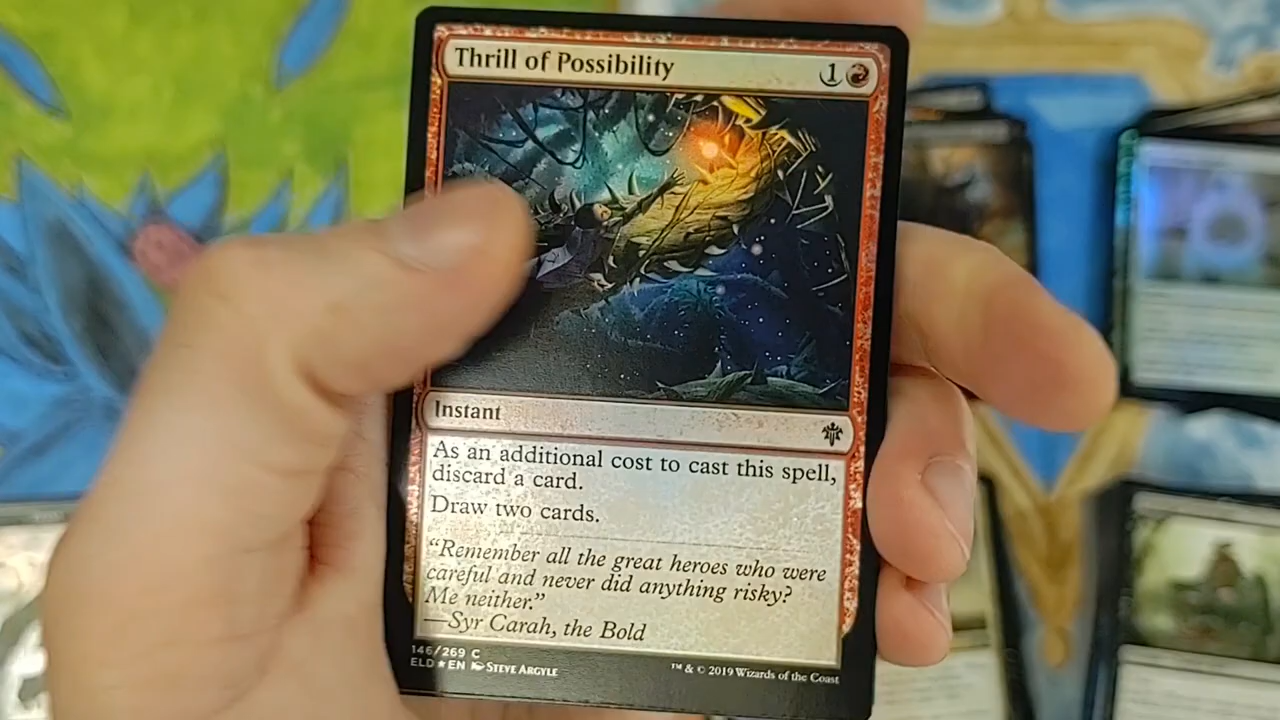 Thrill of Possibility 1
Instant
As an additional cost to cast this spell,
discard a card.
Draw two cards.
“Remember all the great heroes who were
careful and never did anything risky?
Me neither.”
—Syr Carah, the Bold
146/269 C
ELD ★ EN Steve Argyle
™ & © 2019 Wizards of the Coast